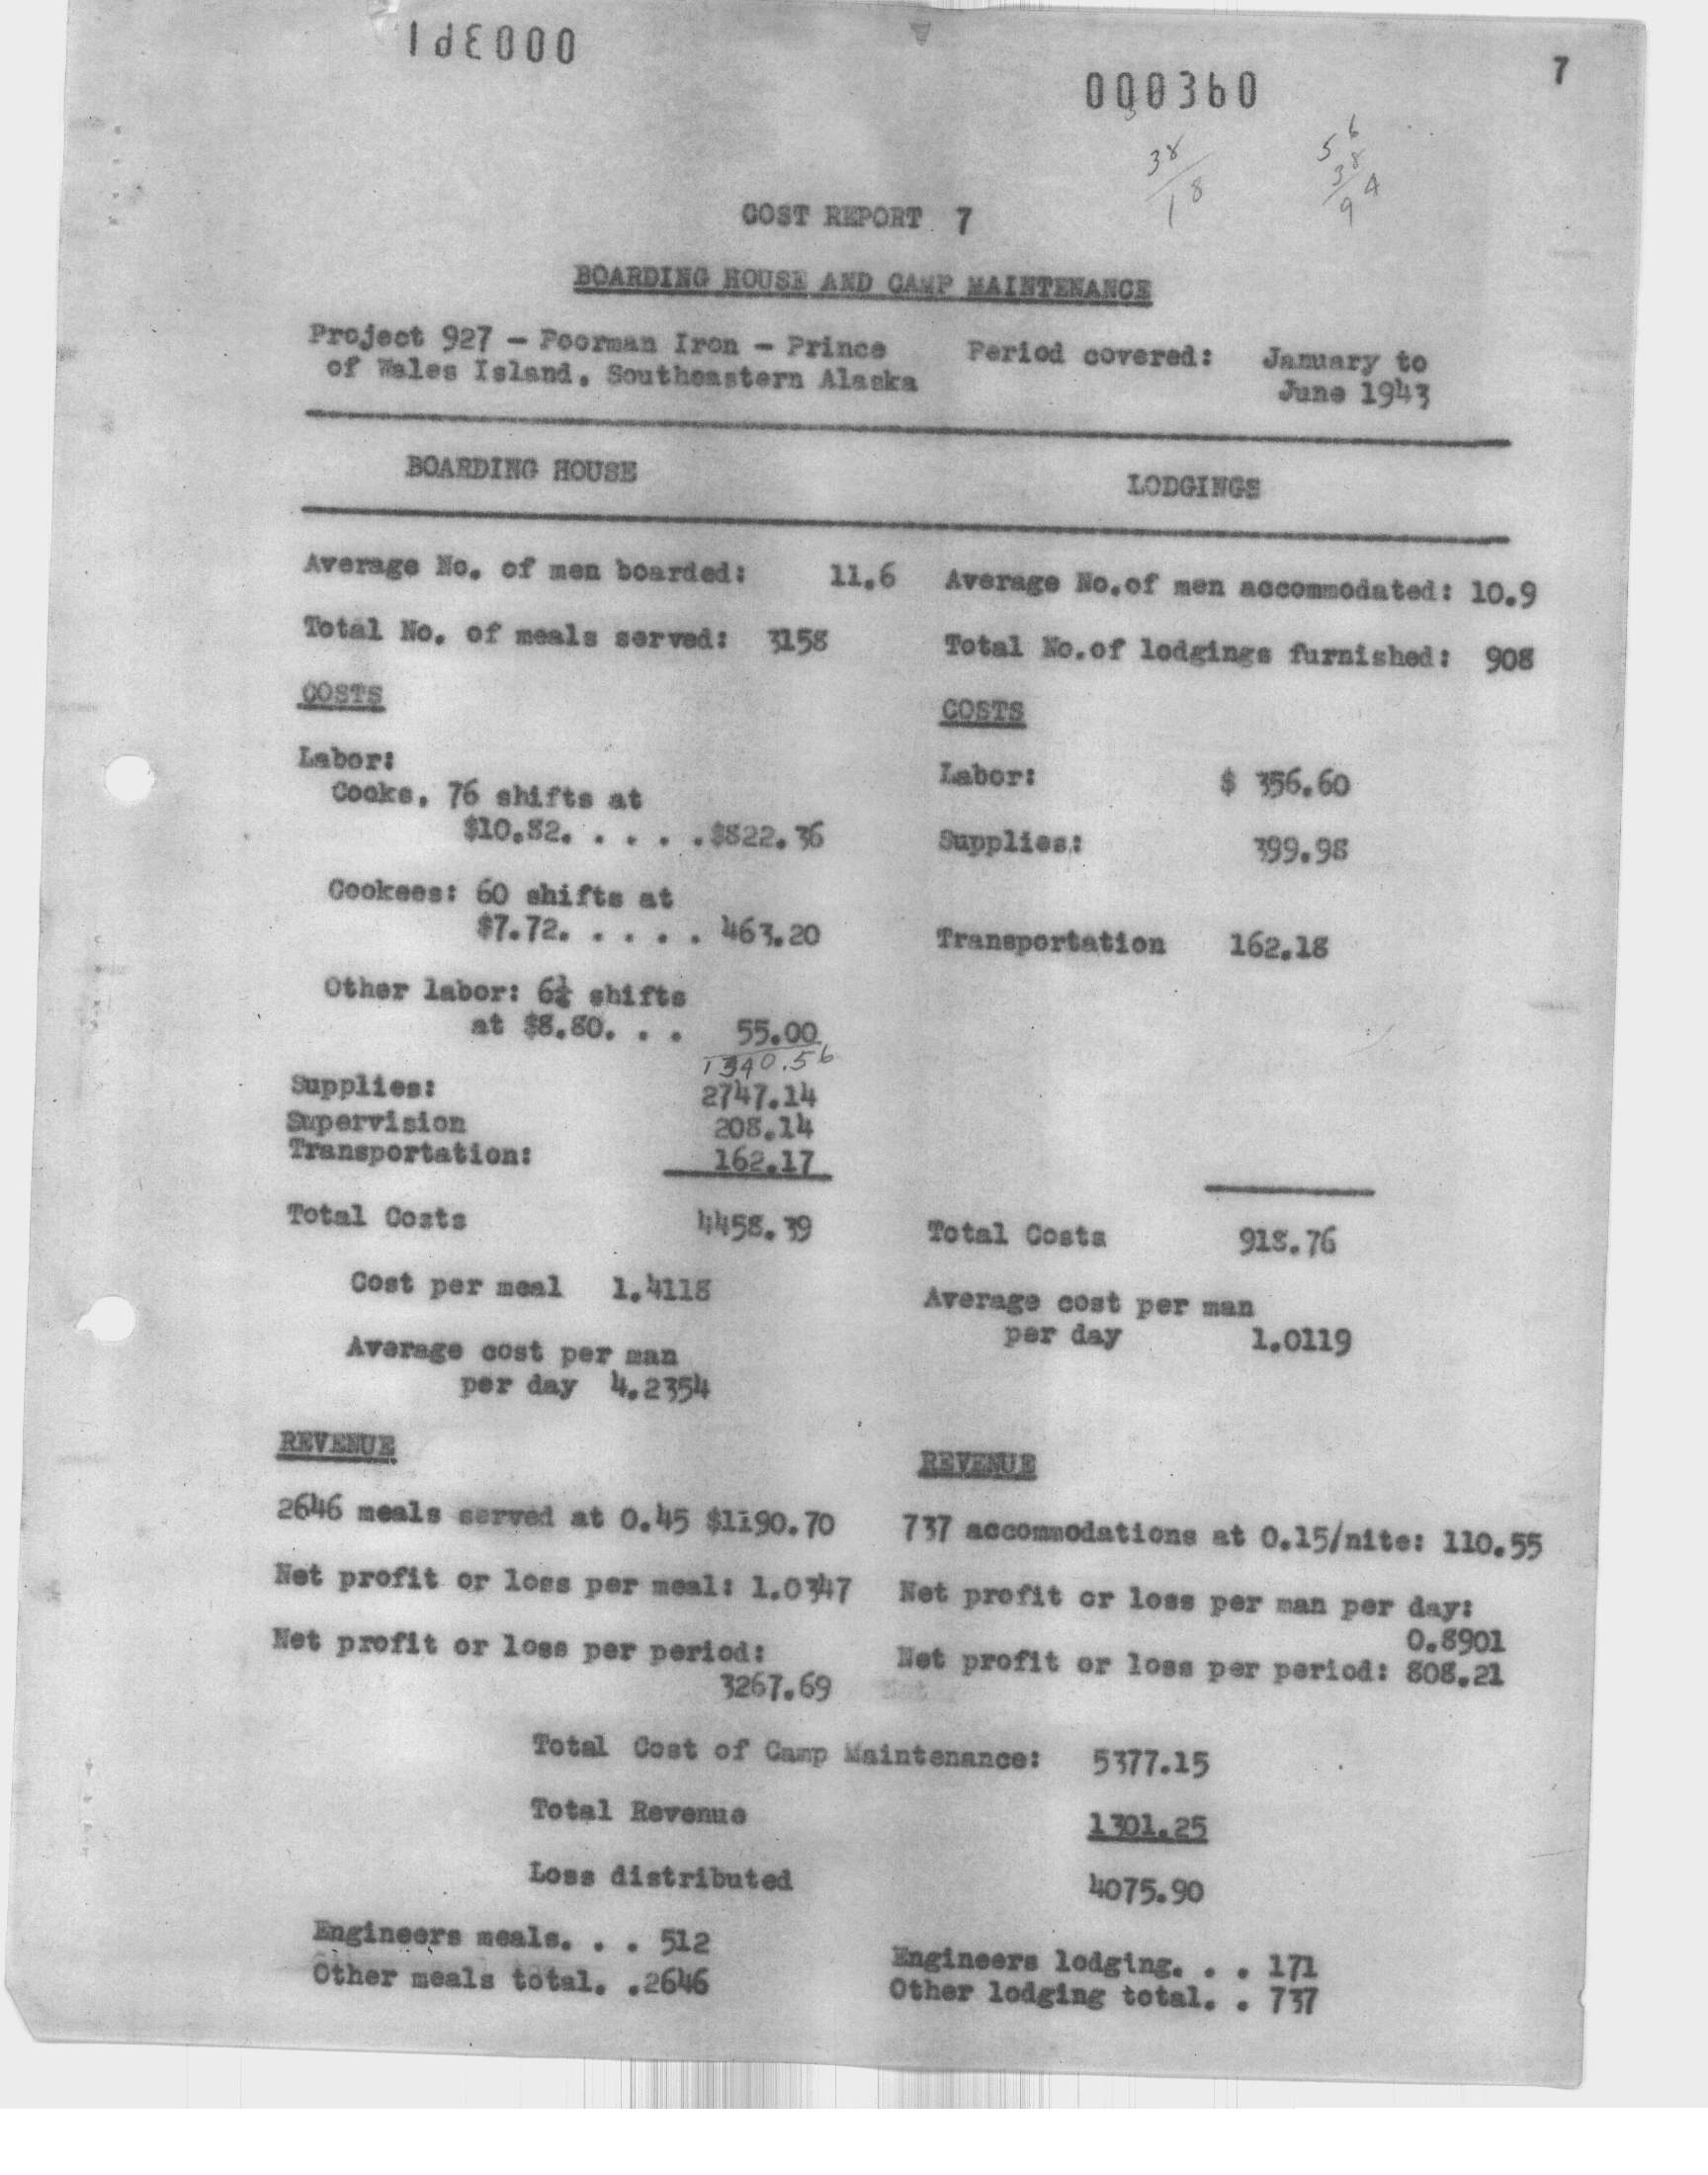 000391
000360
7
3
38
18
56
38
94
COST REPORT 7
BOARDING HOUSE AND CAMP MAINTENANCE
Project 927 - Poorman Iron - Prince
of Wales Island, Southeastern Alaska
Period covered: January to
June 1943
BOARDING HOUSE
Average No. of men boarded: 11.6
Total No. of meals served: 3158
COSTS
Labor:
Cooks, 76 shifts at
$10.82. . . . .$822.36
Cookees: 60 shifts at
$7.72. . . . . 463.20
Other labor: 6¼ shifts
at $8.80. . . 55.00
1340.56
Supplies: 2747.14
Supervision 208.14
Transportation: 162.17
Total Costs 4458.39
Cost per meal 1.4118
Average cost per man
per day 4.2354
REVENUE
2646 meals served at 0.45 $1190.70
Net profit or loss per meal: 1.0347
Net profit or loss per period:
3267.69
LODGINGS
Average No.of men accommodated: 10.9
Total No.of lodgings furnished: 908
COSTS
Labor: $ 356.60
Supplies: 399.98
Transportation 162.18
Total Costs 918.76
Average cost per man
per day 1.0119
REVENUE
737 accommodations at 0.15/nite: 110.55
Net profit or loss per man per day:
0.8901
Net profit or loss per period: 808.21
Total Cost of Camp Maintenance: 5377.15
Total Revenue 1301.25
Loss distributed 4075.90
Engineers meals. . . 512
Other meals total. .2646
Engineers lodging. . . 171
Other lodging total. . 737